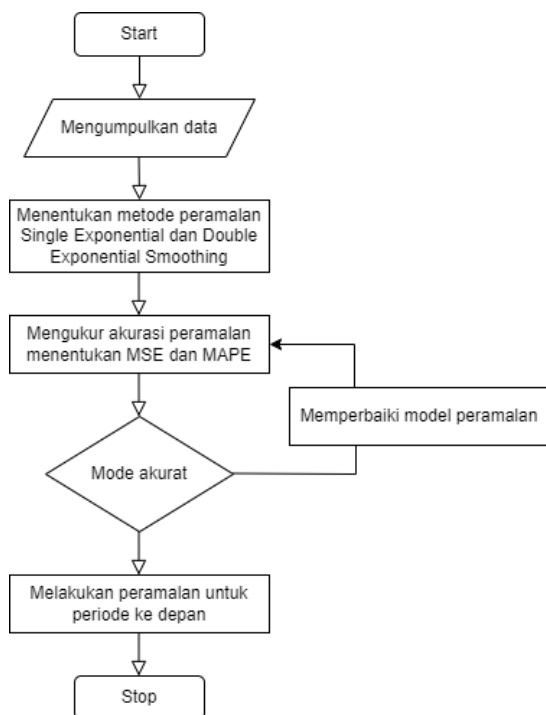 Start
Mengumpulkan data
Menentukan metode peramalan
Single Exponential dan Double
Exponential Smoothing
Mengukur akurasi peramalan
menentukan MSE dan MAPE
Memperbaiki model peramalan
Mode akurat
Melakukan peramalan untuk
periode ke depan
Stop